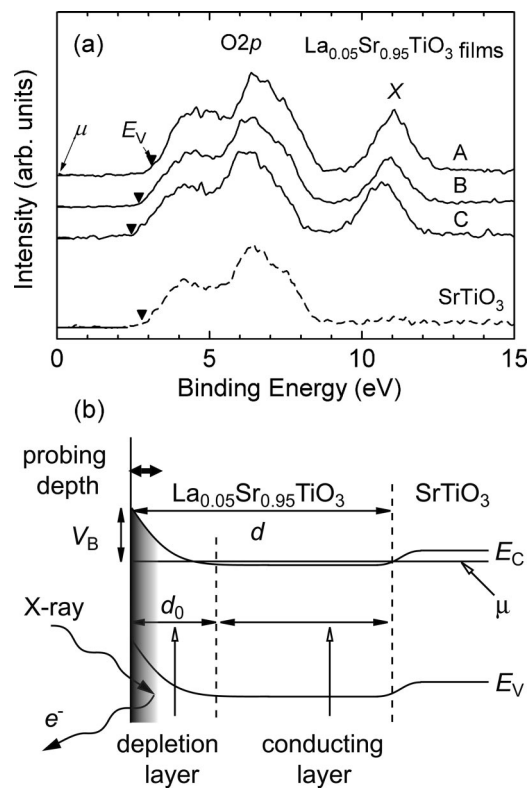 (a)
O2p
La0.05Sr0.95TiO3 films
X
μ
EV
A
B
C
SrTiO3
Intensity (arb. units)
0 5 10 15
Binding Energy (eV)
(b)
probing
depth
La0.05Sr0.95TiO3
SrTiO3
VB
d
EC
μ
d0
X-ray
EV
e-
depletion
layer
conducting
layer